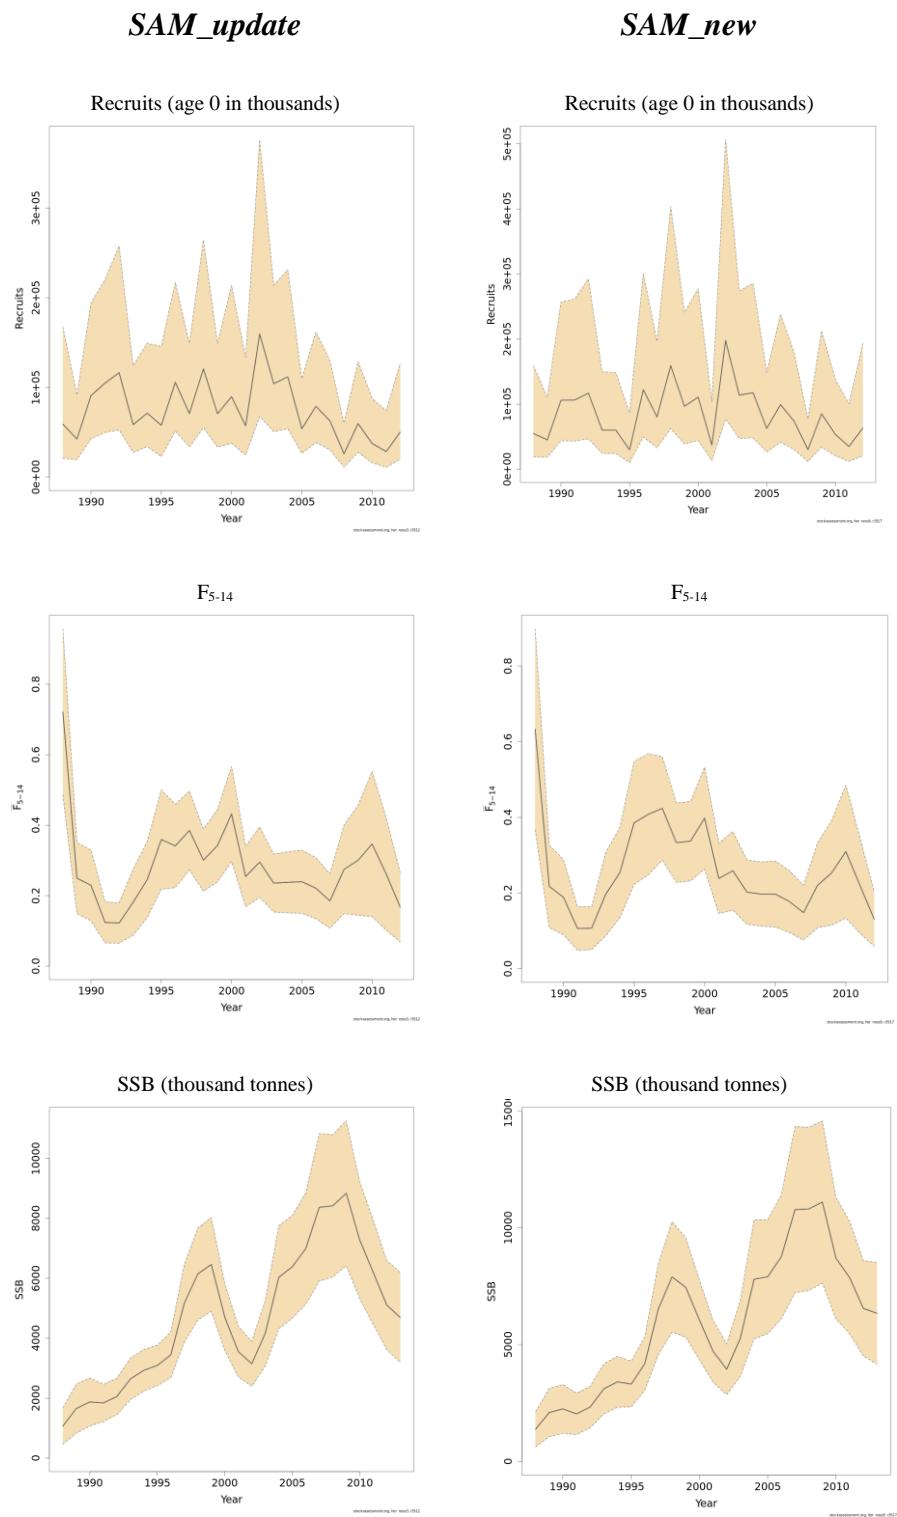 SAM_update SAM_new
Recruits (age 0 in thousands) Recruits (age 0 in thousands)
Recruits
0e+00 1e+05 2e+05 3e+05
1990 1995 2000 2005 2010
Year
Recruits
0e+00 1e+05 2e+05 3e+05 4e+05 5e+05
1990 1995 2000 2005 2010
Year
F5-14 F5-14
F5−14
0.0 0.2 0.4 0.6 0.8
1990 1995 2000 2005 2010
Year
F5−14
0.0 0.2 0.4 0.6 0.8
1990 1995 2000 2005 2010
Year
SSB (thousand tonnes) SSB (thousand tonnes)
SSB
0 2000 4000 6000 8000 10000
1990 1995 2000 2005 2010
Year
SSB
0 5000 10000
1990 1995 2000 2005 2010
Year